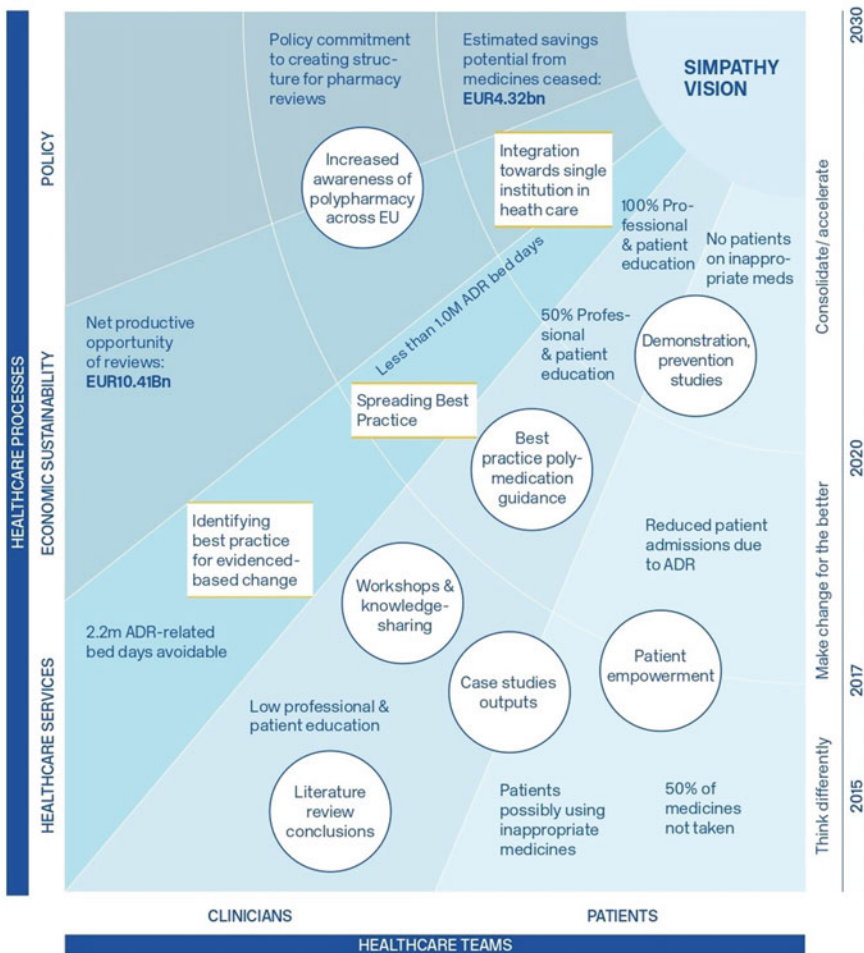 Policy commitment
to creating struc-
ture for pharmacy
reviews
Estimated savings
potential from
medicines ceased:
EUR4.32bn
SIMPATHY
VISION
Increased
awareness of
polypharmacy
across EU
Integration
towards single
institution in
heath care
100% Pro-
fessional
& patient
education
No patients
on inappro-
priate meds
Less than 1.0M ADR bed days
Net productive
opportunity
of reviews:
EUR10.41Bn
50% Profes-
sional
& patient
education
Demonstration,
prevention
studies
Spreading Best
Practice
Best
practice poly-
medication
guidance
Identifying
best practice
for evidenced-
based change
Reduced patient
admissions due
to ADR
Workshops &
knowledge-
sharing
2.2m ADR-related
bed days avoidable
Case studies
outputs
Patient
empowerment
Low professional &
patient education
Literature
review
conclusions
Patients
possibly using
inappropriate
medicines
50% of
medicines
not taken
HEALTHCARE PROCESSES
POLICY
ECONOMIC SUSTAINABILITY
HEALTHCARE SERVICES
Consolidate/ accelerate
Make change for the better
Think differently
2030
2020
2017
2015
CLINICIANS
PATIENTS
HEALTHCARE TEAMS